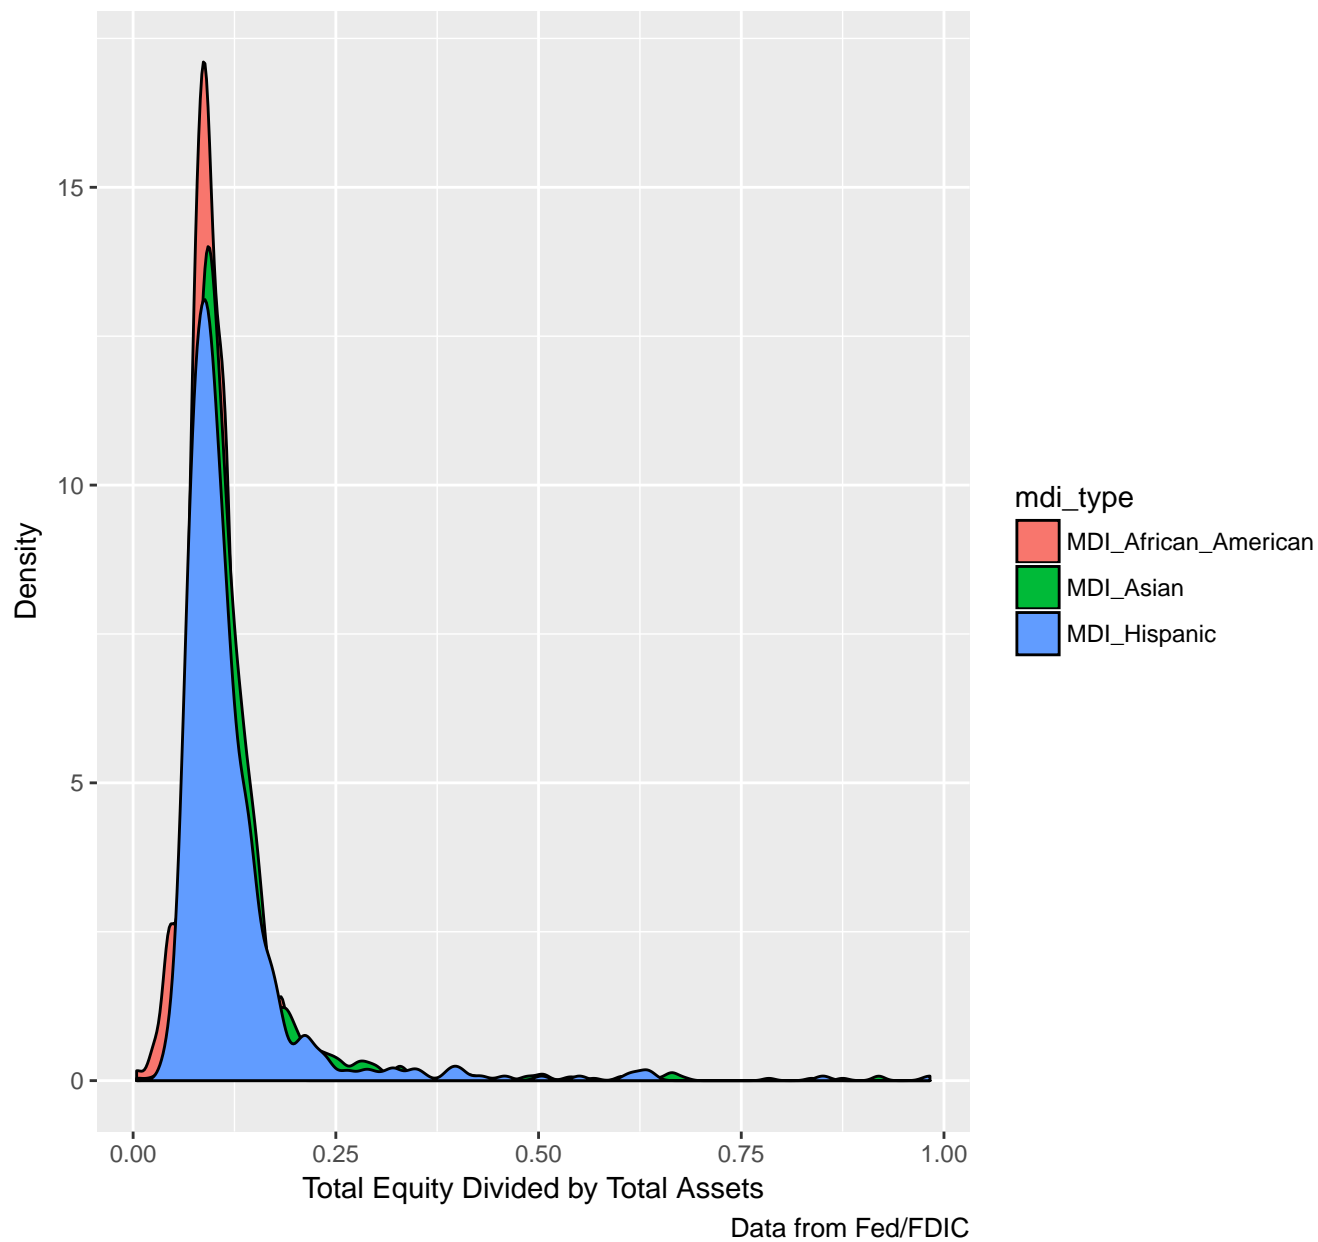 15
10
5
0
Density
0.00 0.25 0.50 0.75 1.00
Total Equity Divided by Total Assets
Data from Fed/FDIC
mdi_type
MDI_African_American
MDI_Asian
MDI_Hispanic